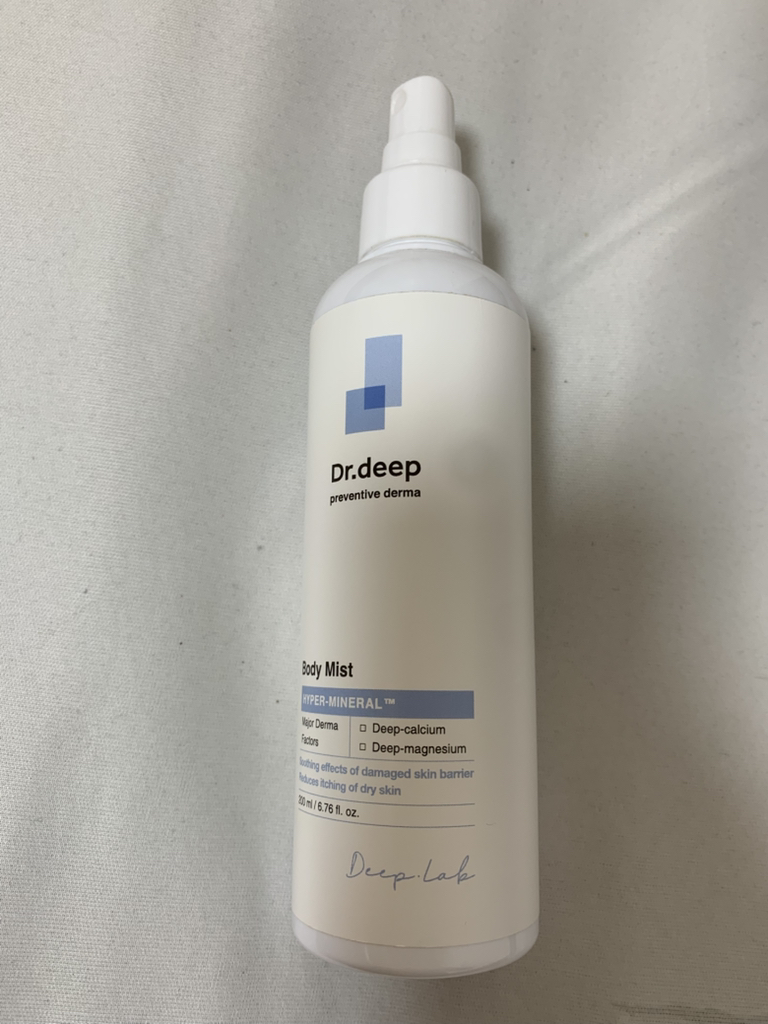 Dr.deep
preventive derma
Body Mist
HYPER-MINERAL™
Major Derma
Factors
□ Deep-calcium
□ Deep-magnesium
Soothing effects of damaged skin barrier
Reduces itching of dry skin
200 ml / 6.76 fl. oz.
Deep.Lab